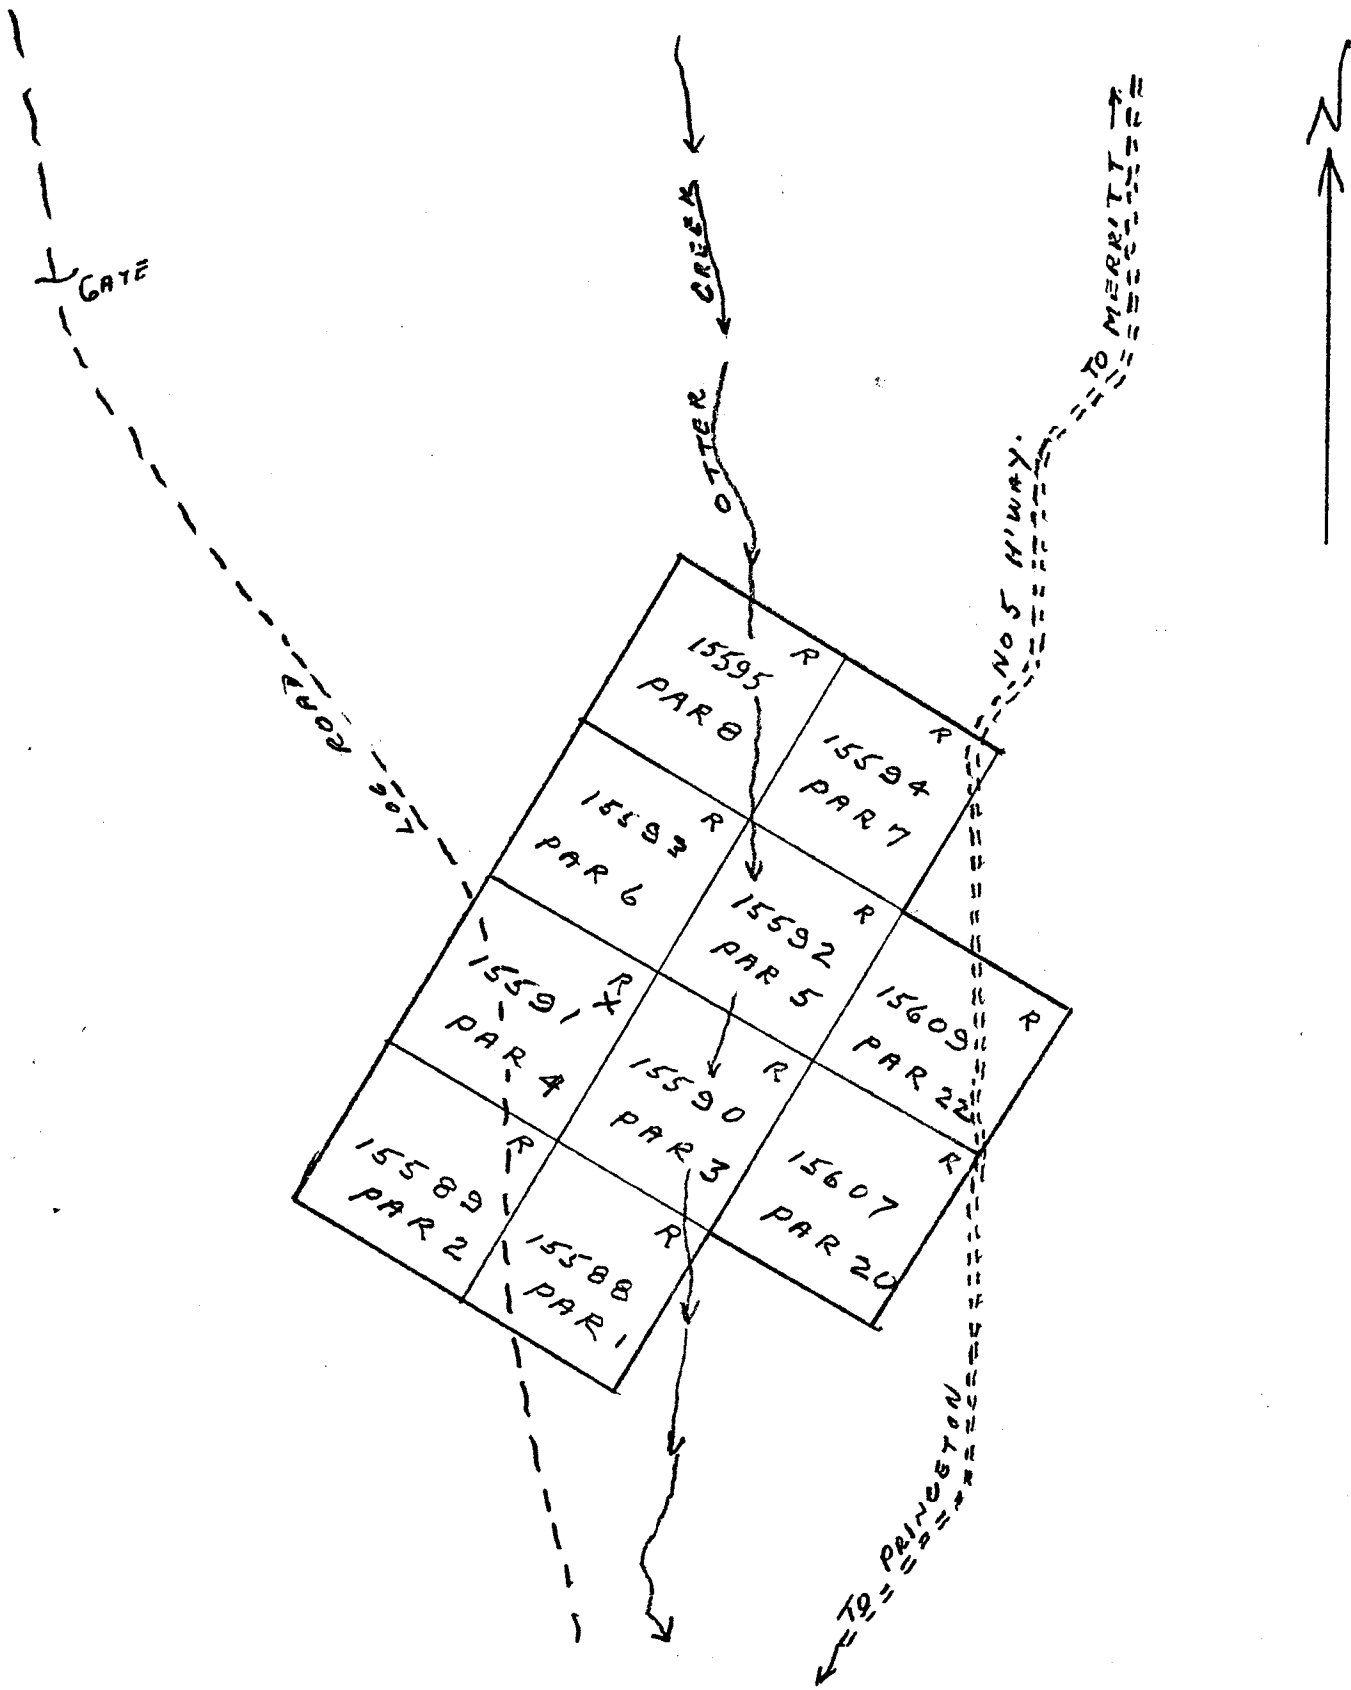 N
TO MERRITT
GATE
OTTER CREEK
NO 5 H'WAY.
LOG ROAD
R
15595
PAR 8
R
15594
PAR 7
R
15593
PAR 6
R
15592
PAR 5
R
X
15591
PAR 4
R
15609
PAR 22
R
15590
PAR 3
R
15589
PAR 2
R
15607
PAR 20
R
15588
PAR 1
TO PRINCETON